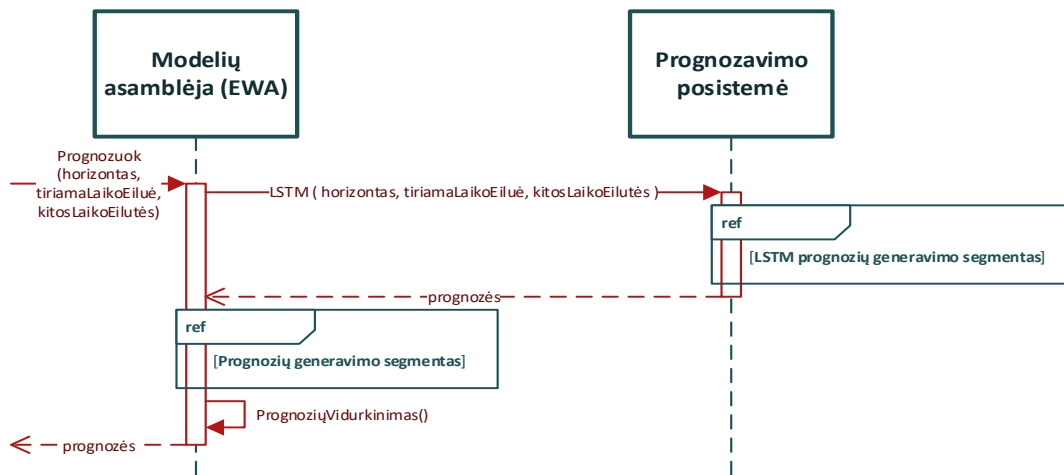 Modelių
asamblėja (EWA)
Prognozavimo
posistemė
Prognozuok
(horizontas,
tiriamaLaikoEiluė,
kitosLaikoEilutės)
LSTM ( horizontas, tiriamaLaikoEiluė, kitosLaikoEilutės )
ref
[LSTM prognozių generavimo segmentas]
prognozės
ref
[Prognozių generavimo segmentas]
PrognoziųVidurkinimas()
prognozės